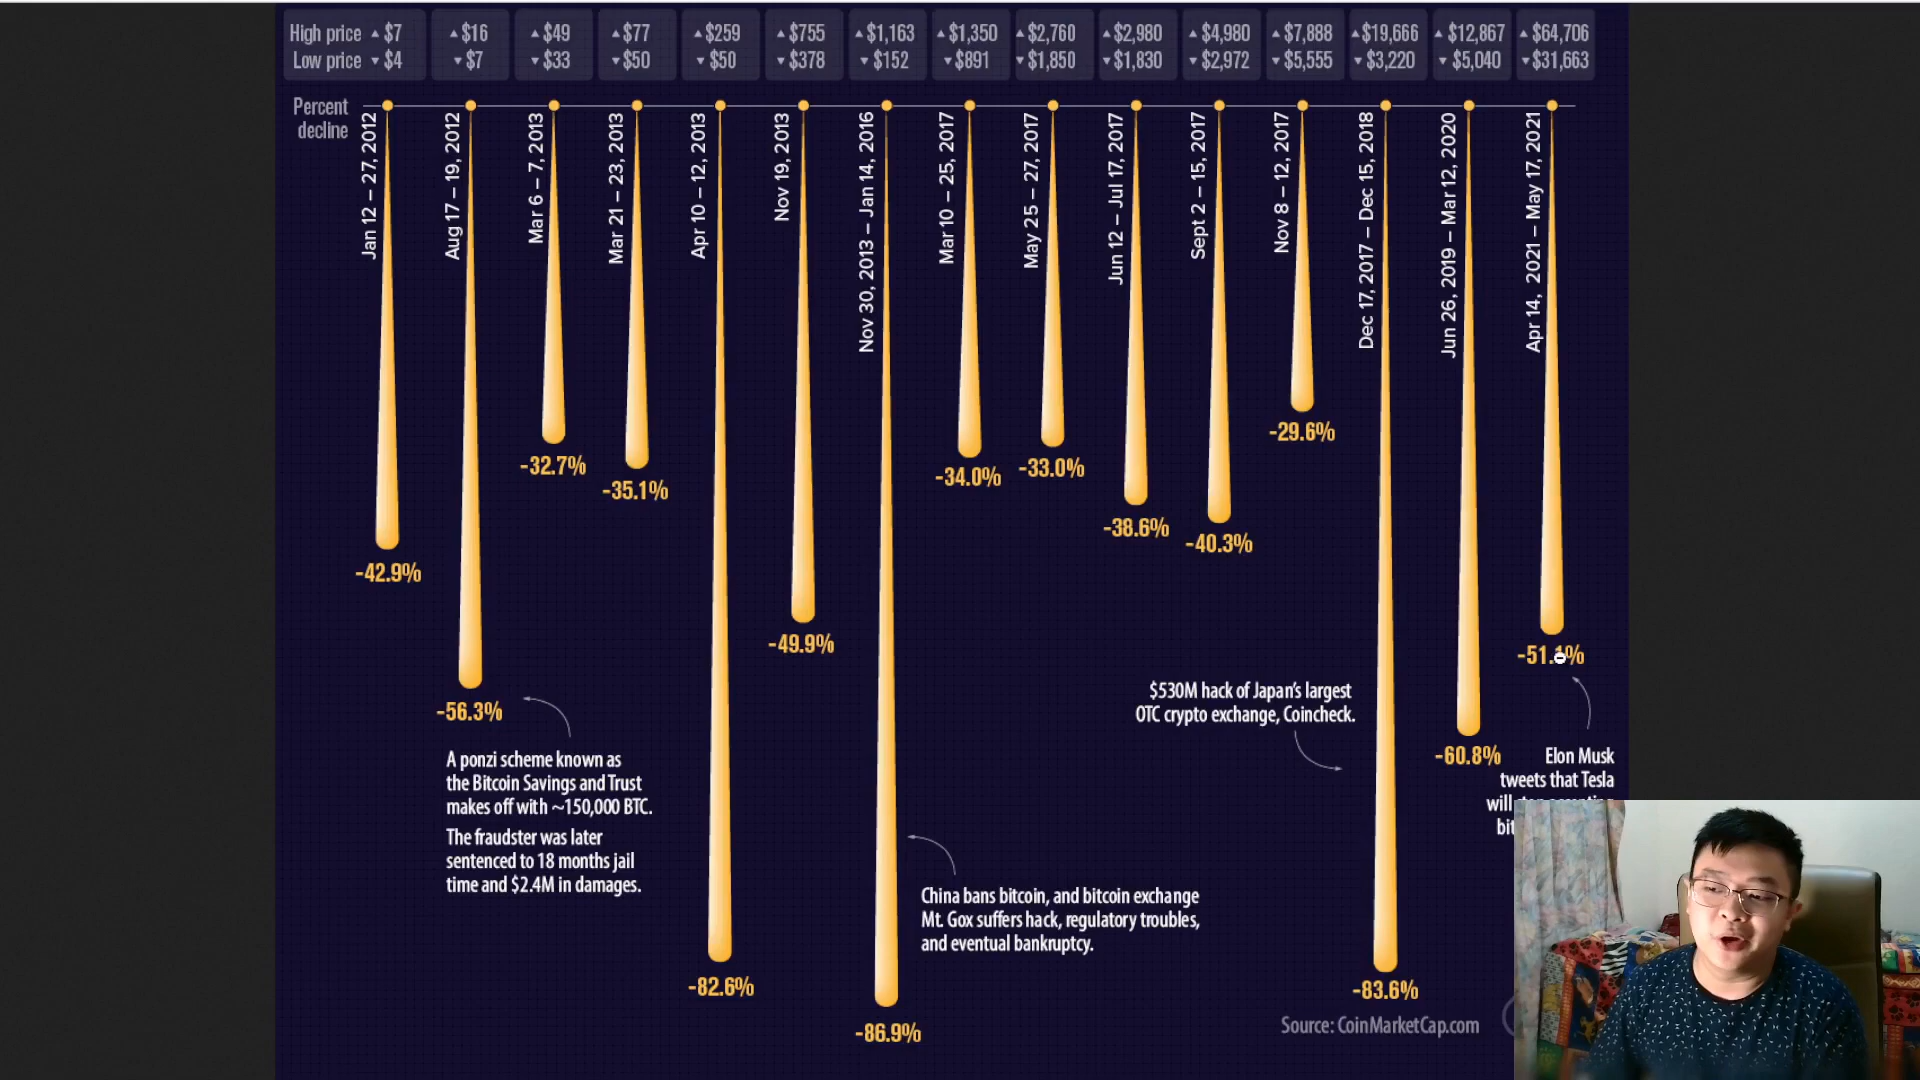 High price ▲ $7 ▲ $16 ▲ $49 ▲ $77 ▲ $259 ▲ $755 ▲ $1,163 ▲ $1,350 ▲ $2,760 ▲ $2,980 ▲ $4,980 ▲ $7,888 ▲ $19,666 ▲ $12,867 ▲ $64,706
Low price ▼ $4 ▼ $7 ▼ $33 ▼ $50 ▼ $50 ▼ $378 ▼ $152 ▼ $891 ▼ $1,850 ▼ $1,830 ▼ $2,972 ▼ $5,555 ▼ $3,220 ▼ $5,040 ▼ $31,663
Percent
decline
Jan 12 – 27, 2012
Aug 17 – 19, 2012
Mar 6 – 7, 2013
Mar 21 – 23, 2013
Apr 10 – 12, 2013
Nov 19, 2013
Nov 30, 2013 – Jan 14, 2016
Mar 10 – 25, 2017
May 25 – 27, 2017
Jun 12 – Jul 17, 2017
Sept 2 – 15, 2017
Nov 8 – 12, 2017
Dec 17, 2017 – Dec 15, 2018
Jun 26, 2019 – Mar 12, 2020
Apr 14, 2021 – May 17, 2021
-42.9%
-56.3%
-32.7%
-35.1%
-82.6%
-49.9%
-86.9%
-34.0%
-33.0%
-38.6%
-40.3%
-29.6%
-83.6%
-60.8%
-51.1%
A ponzi scheme known as
the Bitcoin Savings and Trust
makes off with ~150,000 BTC.
The fraudster was later
sentenced to 18 months jail
time and $2.4M in damages.
China bans bitcoin, and bitcoin exchange
Mt. Gox suffers hack, regulatory troubles,
and eventual bankruptcy.
$530M hack of Japan's largest
OTC crypto exchange, Coincheck.
Elon Musk
tweets that Tesla
will
Source: CoinMarketCap.com